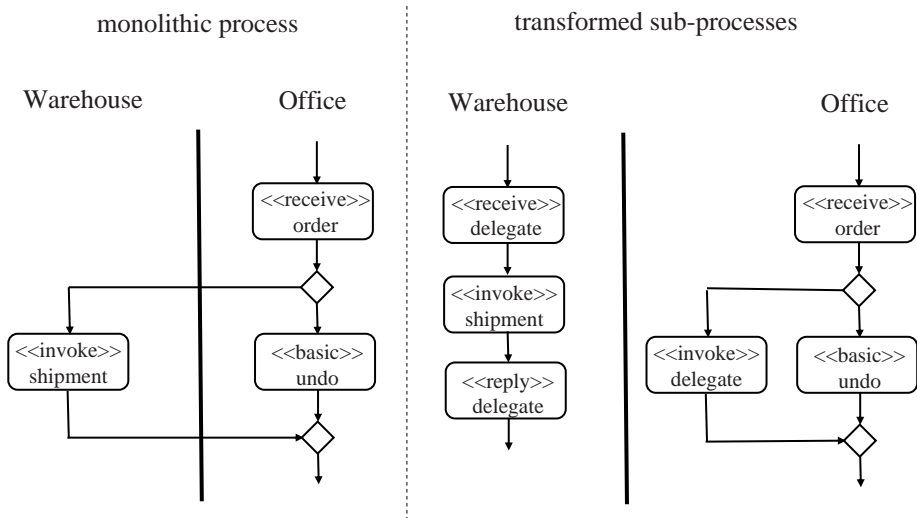 monolithic process
Warehouse
Office
<<receive>>
order
<<invoke>>
shipment
<<basic>>
undo
transformed sub-processes
Warehouse
Office
<<receive>>
delegate
<<invoke>>
shipment
<<reply>>
delegate
<<receive>>
order
<<invoke>>
delegate
<<basic>>
undo